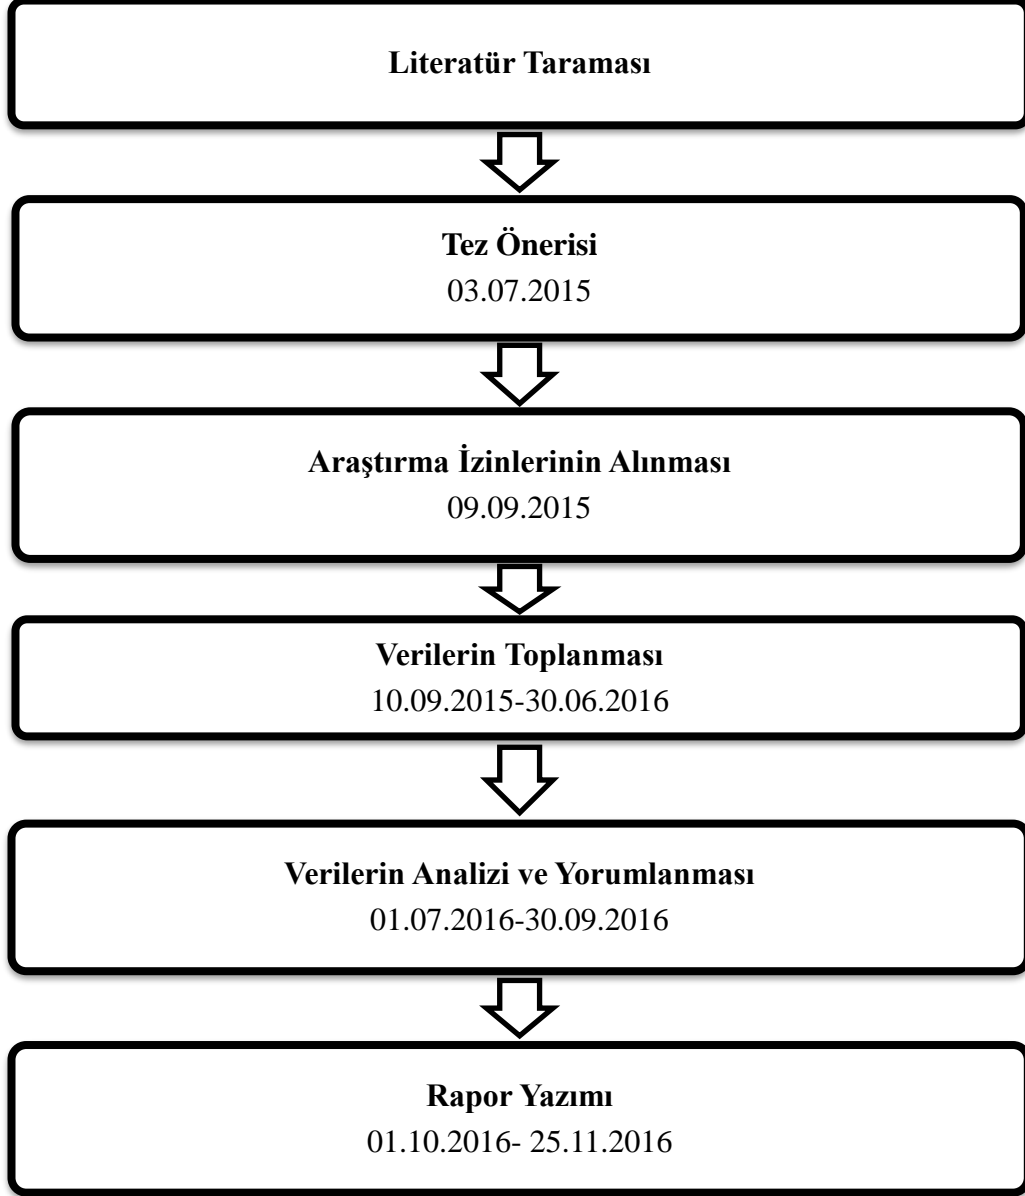 Literatür Taraması
Tez Önerisi
03.07.2015
Araştırma İzinlerinin Alınması
09.09.2015
Verilerin Toplanması
10.09.2015-30.06.2016
Verilerin Analizi ve Yorumlanması
01.07.2016-30.09.2016
Rapor Yazımı
01.10.2016- 25.11.2016